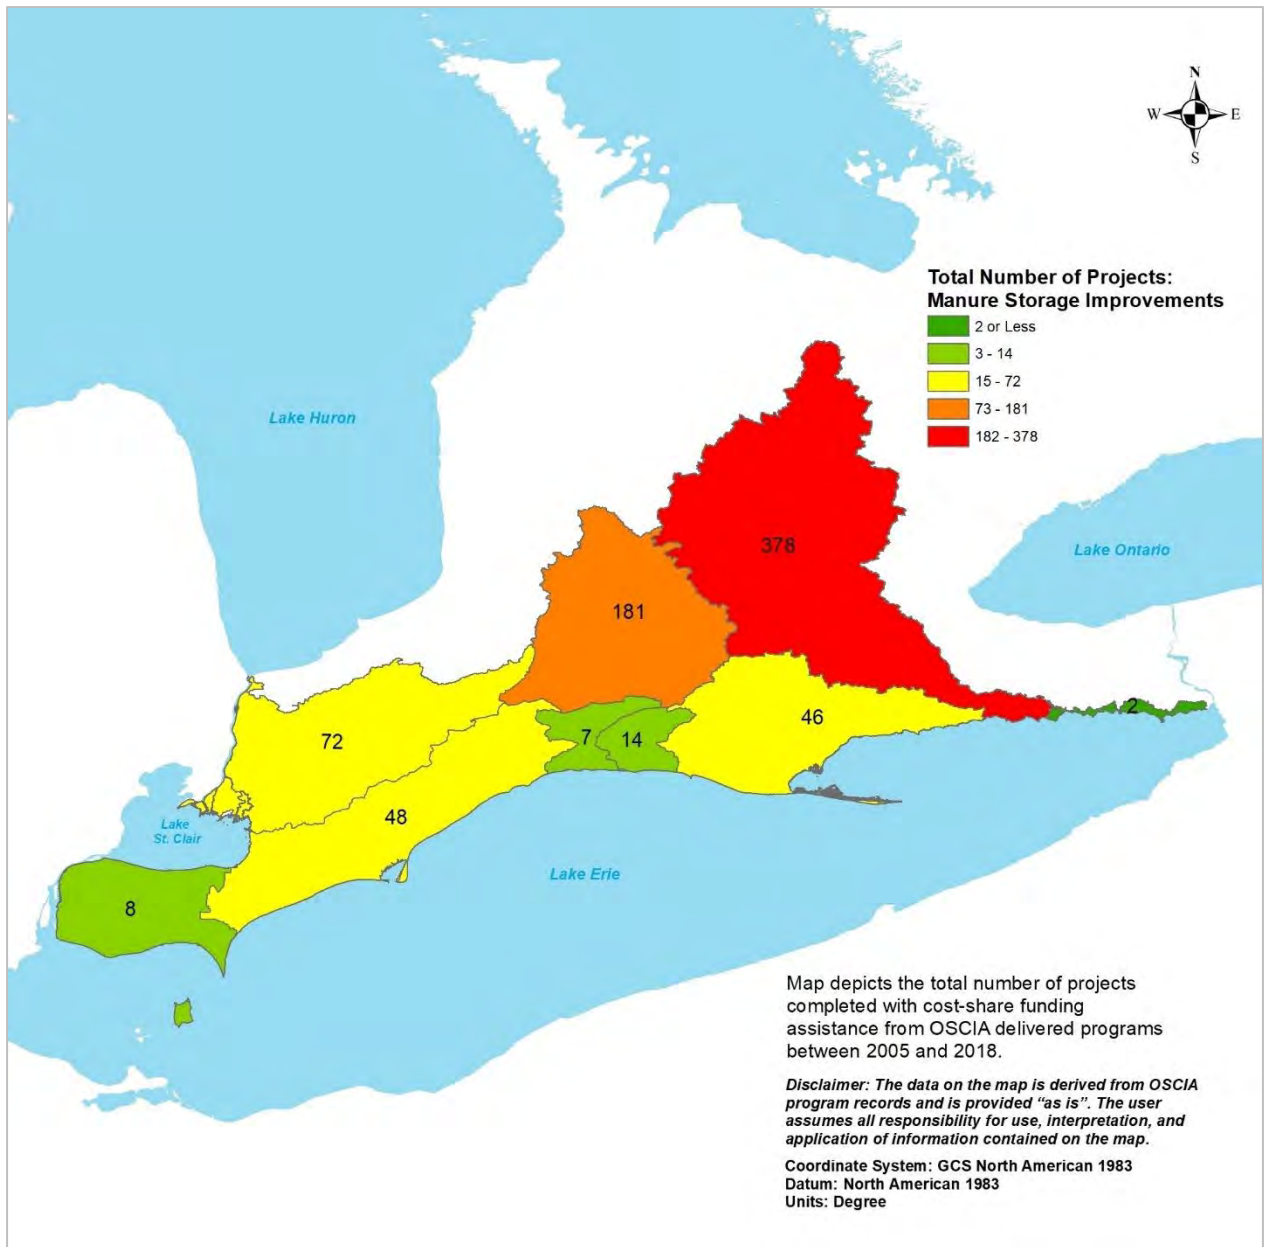 N
W E
S
Total Number of Projects:
Manure Storage Improvements
2 or Less
3 - 14
15 - 72
73 - 181
182 - 378
Lake Huron
378
Lake Ontario
181
2
46
7
14
72
48
Lake
St. Clair
Lake Erie
8
Map depicts the total number of projects
completed with cost-share funding
assistance from OSCIA delivered programs
between 2005 and 2018.
Disclaimer: The data on the map is derived from OSCIA
program records and is provided “as is”. The user
assumes all responsibility for use, interpretation, and
application of information contained on the map.
Coordinate System: GCS North American 1983
Datum: North American 1983
Units: Degree